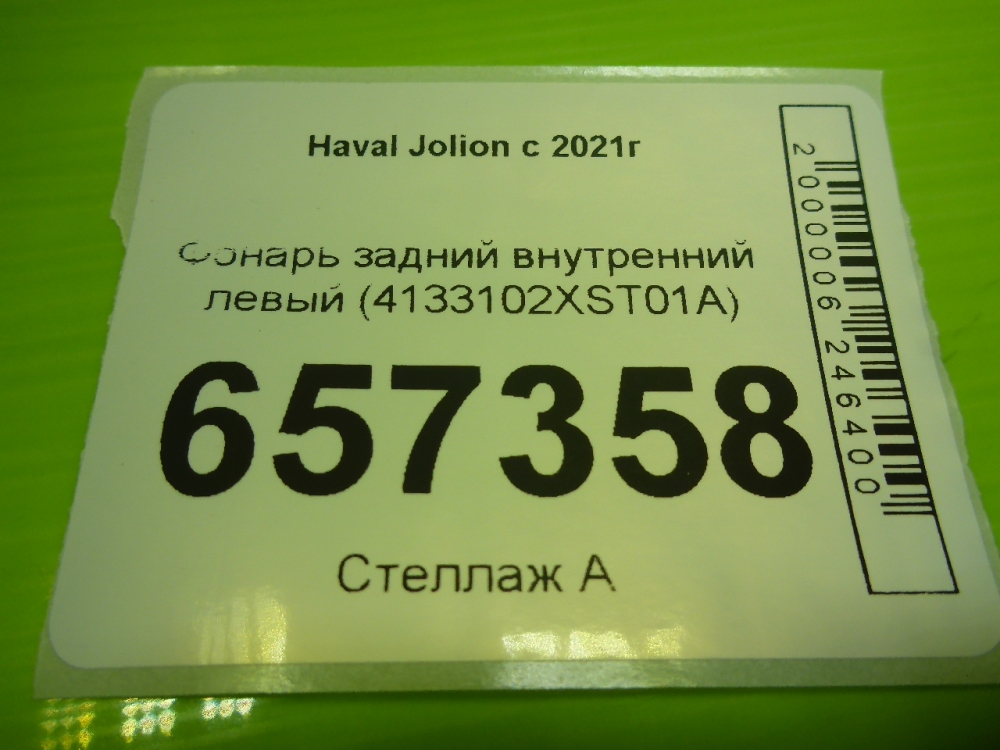 Haval Jolion с 2021г
Фонарь задний внутренний
левый (4133102XST01A)
657358
Стеллаж А
2000006246400